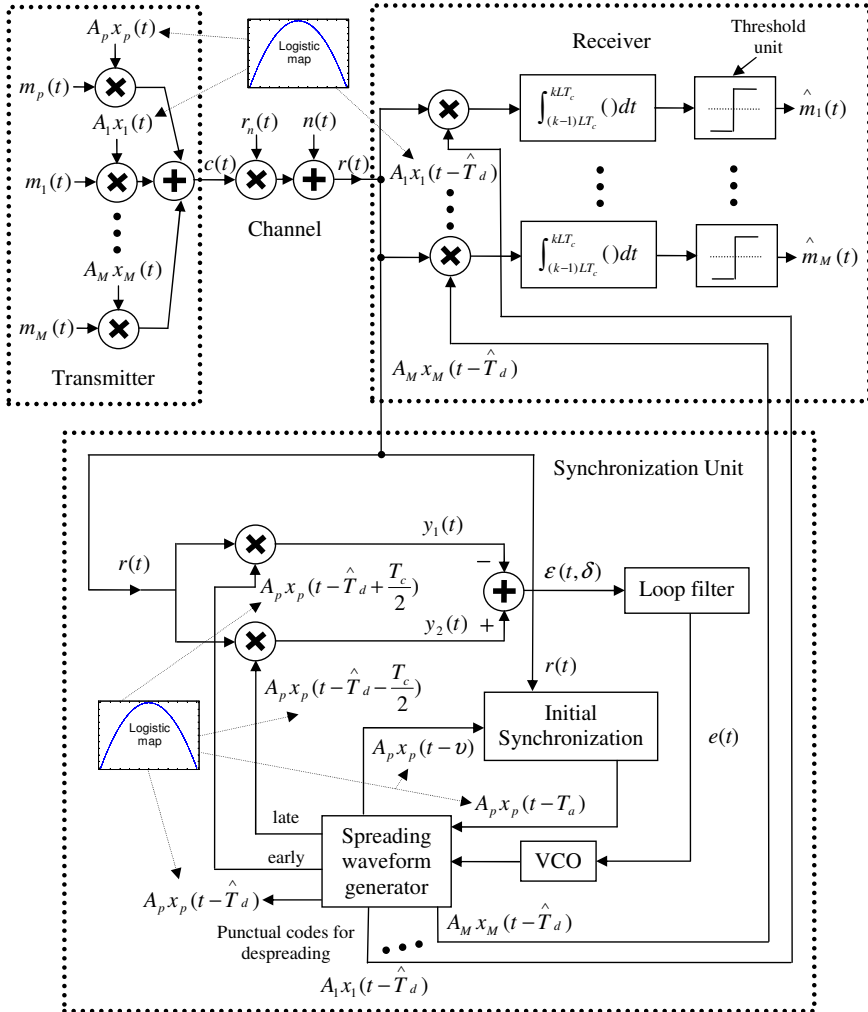 A_p x_p(t)
Logistic map
m_p(t)
A_1 x_1(t)
r_n(t)
n(t)
m_1(t)
c(t)
r(t)
Channel
A_M x_M(t)
m_M(t)
Transmitter
Receiver
Threshold unit
∫_{(k−1)LT_c}^{kLT_c} ()dt
m̂_1(t)
A_1 x_1(t−T̂_d)
∫_{(k−1)LT_c}^{kLT_c} ()dt
m̂_M(t)
A_M x_M(t−T̂_d)
Synchronization Unit
r(t)
y_1(t)
−
A_p x_p(t−T̂_d+T_c/2)
ε(t,δ)
Loop filter
y_2(t)
+
A_p x_p(t−T̂_d−T_c/2)
r(t)
Logistic map
Initial Synchronization
A_p x_p(t−υ)
e(t)
A_p x_p(t−T_a)
late
early
Spreading waveform generator
VCO
A_p x_p(t−T̂_d)
Punctual codes for despreading
A_M x_M(t−T̂_d)
A_1 x_1(t−T̂_d)